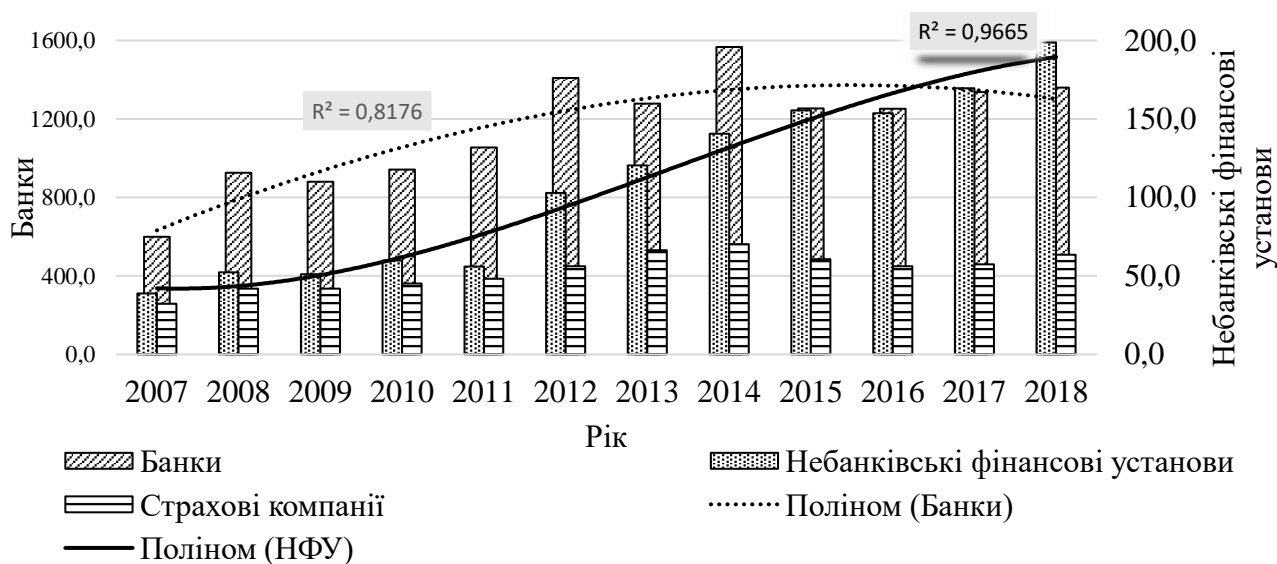 R² = 0,9665
R² = 0,8176
1600,0
1200,0
800,0
400,0
0,0
Банки
200,0
150,0
100,0
50,0
0,0
Небанківські фінансові
установи
2007 2008 2009 2010 2011 2012 2013 2014 2015 2016 2017 2018
Рік
Банки
Небанківські фінансові установи
Страхові компанії
Поліном (Банки)
Поліном (НФУ)